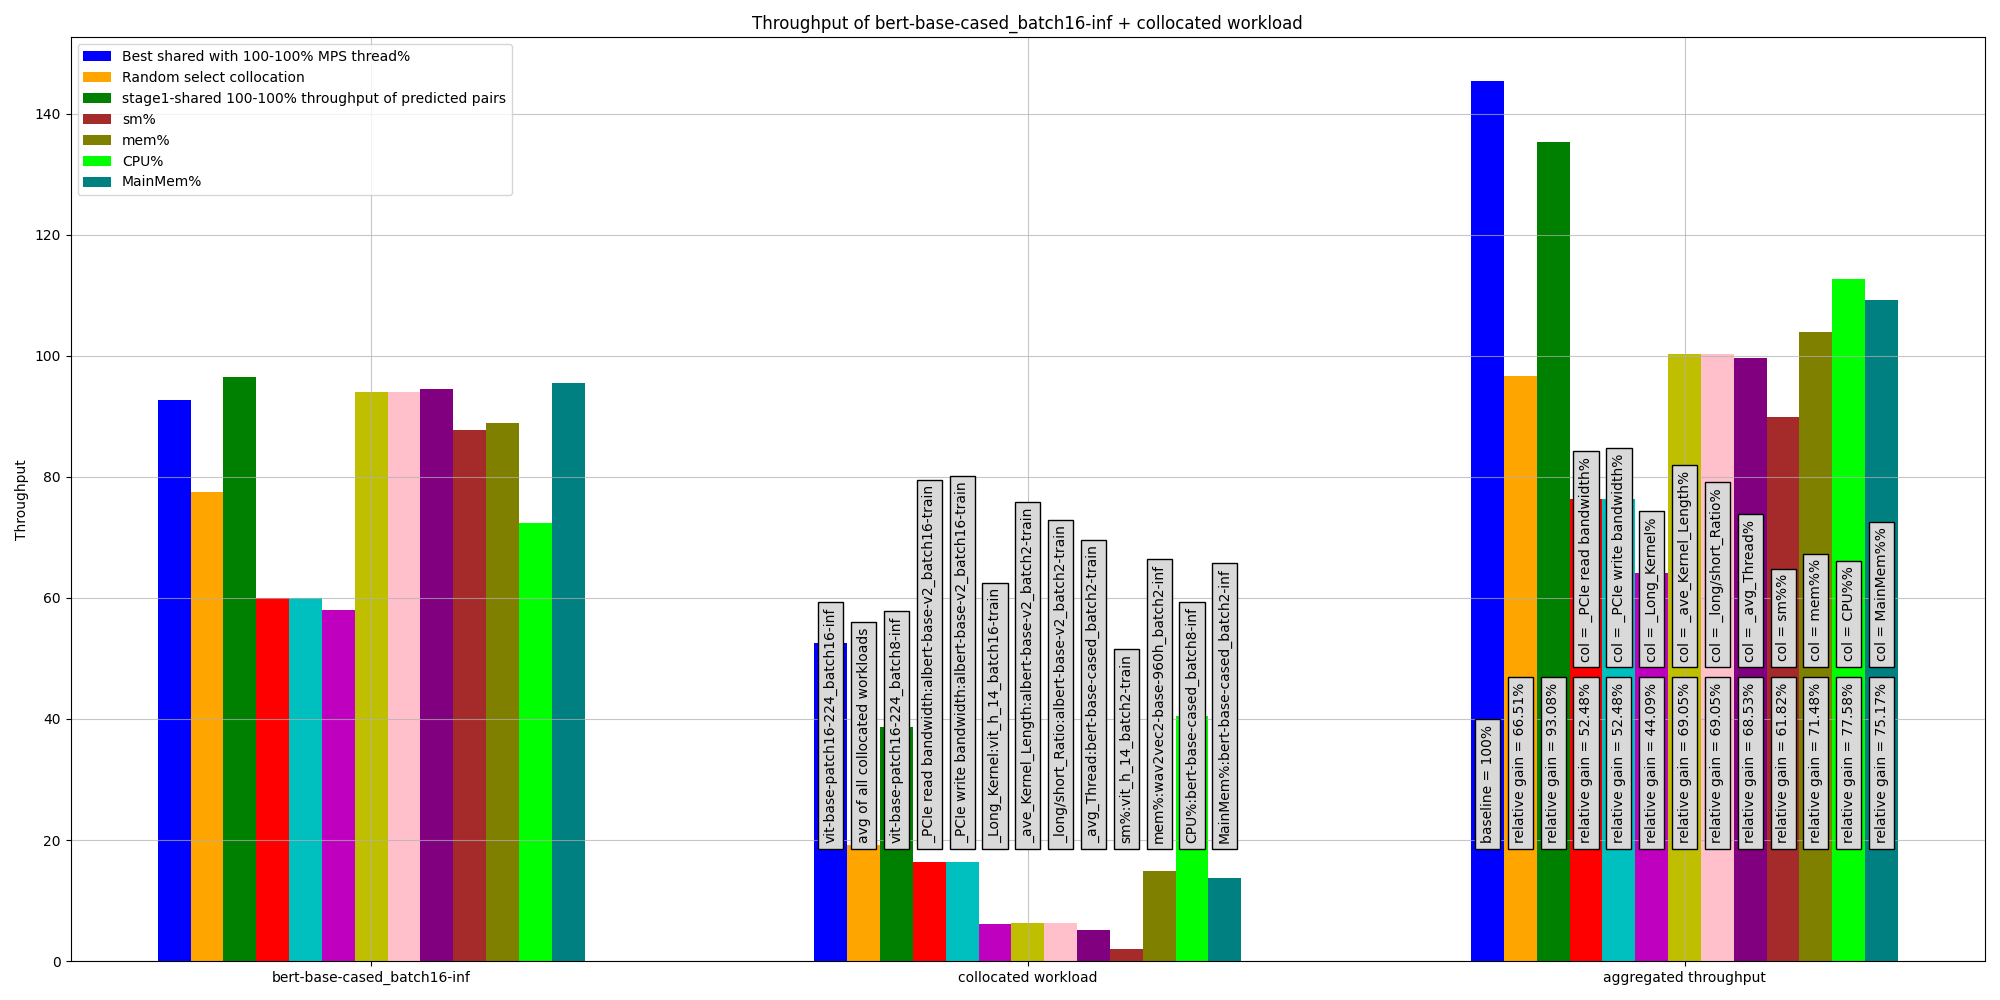 Throughput of bert-base-cased_batch16-inf + collocated workload
Best shared with 100-100% MPS thread%
Random select collocation
stage1-shared 100-100% throughput of predicted pairs
sm%
mem%
CPU%
MainMem%
Throughput
140
120
100
80
60
40
20
0
vit-base-patch16-224_batch16-inf
avg of all collocated workloads
vit-base-patch16-224_batch8-inf
_PCIe read bandwidth:albert-base-v2_batch16-train
_PCIe write bandwidth:albert-base-v2_batch16-train
_Long_Kernel:vit_h_14_batch16-train
_ave_Kernel_Length:albert-base-v2_batch2-train
_long/short_Ratio:albert-base-v2_batch2-train
_avg_Thread:bert-base-cased_batch2-train
sm%:vit_h_14_batch2-train
mem%:wav2vec2-base-960h_batch2-inf
CPU%:bert-base-cased_batch8-inf
MainMem%:bert-base-cased_batch2-inf
baseline = 100%
relative gain = 66.51%
relative gain = 93.08%
relative gain = 52.48%
col = _PCIe read bandwidth%
relative gain = 52.48%
col = _PCIe write bandwidth%
relative gain = 44.09%
col = _Long_Kernel%
relative gain = 69.05%
col = _ave_Kernel_Length%
relative gain = 69.05%
col = _long/short_Ratio%
relative gain = 68.53%
col = _avg_Thread%
relative gain = 61.82%
col = sm%%
relative gain = 71.48%
col = mem%%
relative gain = 77.58%
col = CPU%%
relative gain = 75.17%
col = MainMem%%
bert-base-cased_batch16-inf
collocated workload
aggregated throughput